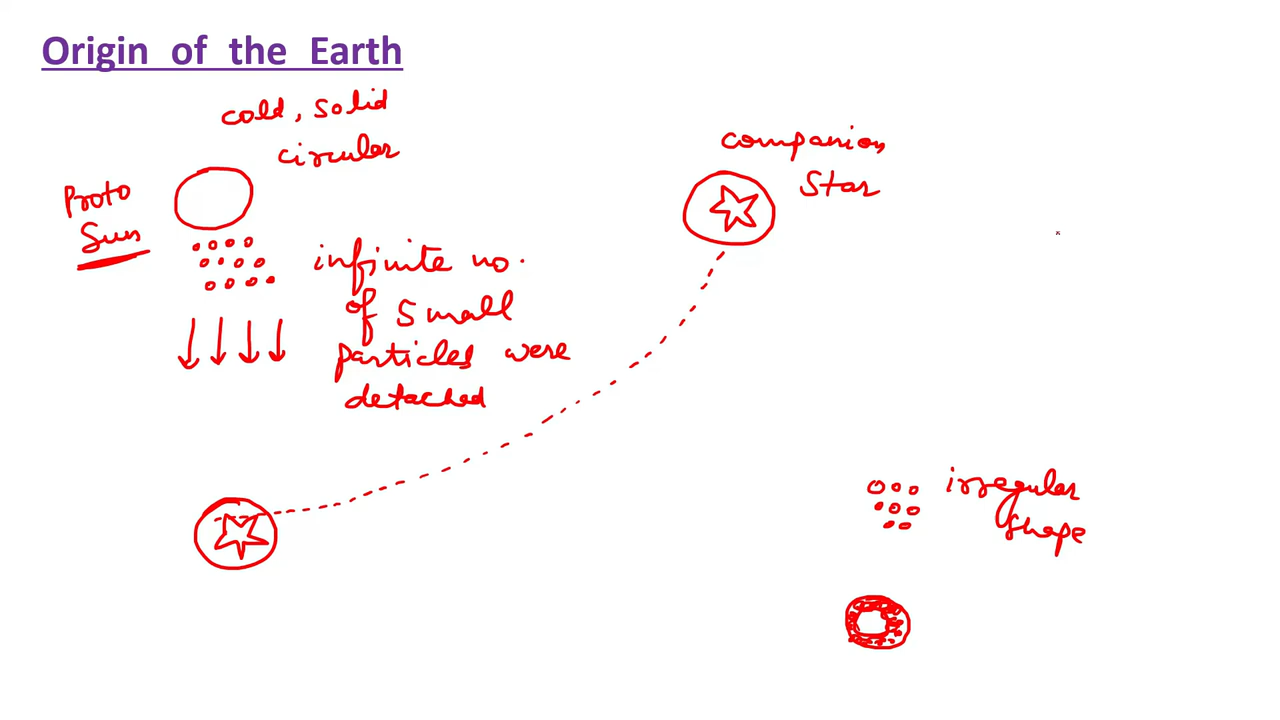 Origin of the Earth
cold, solid
circular
Proto
Sun
infinite no.
of small
particles were
detached
companion
Star
irregular
shape